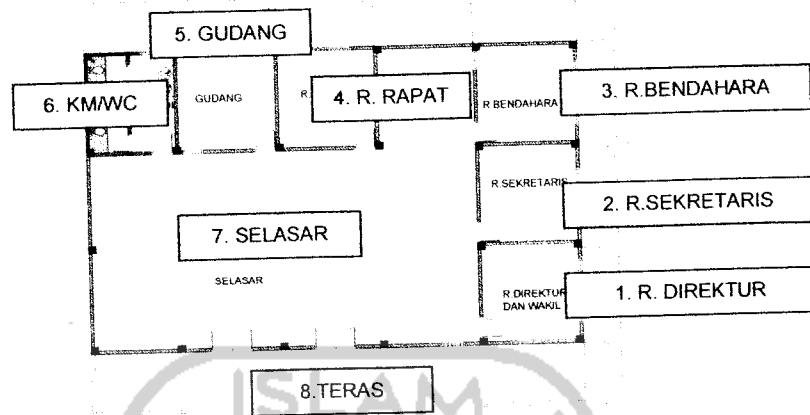 5. GUDANG
6. KM/WC
GUDANG
R.
4. R. RAPAT
R.BENDAHARA
3. R.BENDAHARA
R.SEKRETARIS
2. R.SEKRETARIS
7. SELASAR
SELASAR
R.DIREKTUR
DAN WAKIL
1. R. DIREKTUR
8.TERAS
ISLAM